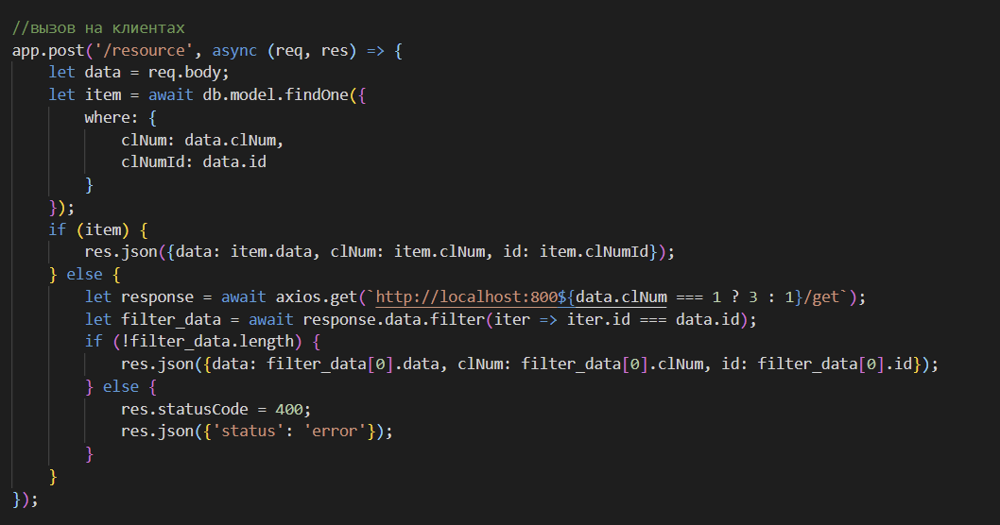 //вызов на клиентах
app.post('/resource', async (req, res) => {
    let data = req.body;
    let item = await db.model.findOne({
        where: {
            clNum: data.clNum,
            clNumId: data.id
        }
    });
    if (item) {
        res.json({data: item.data, clNum: item.clNum, id: item.clNumId});
    } else {
        let response = await axios.get(`http://localhost:800${data.clNum === 1 ? 3 : 1}/get`);
        let filter_data = await response.data.filter(iter => iter.id === data.id);
        if (!filter_data.length) {
            res.json({data: filter_data[0].data, clNum: filter_data[0].clNum, id: filter_data[0].id});
        } else {
            res.statusCode = 400;
            res.json({'status': 'error'});
        }
    }
});